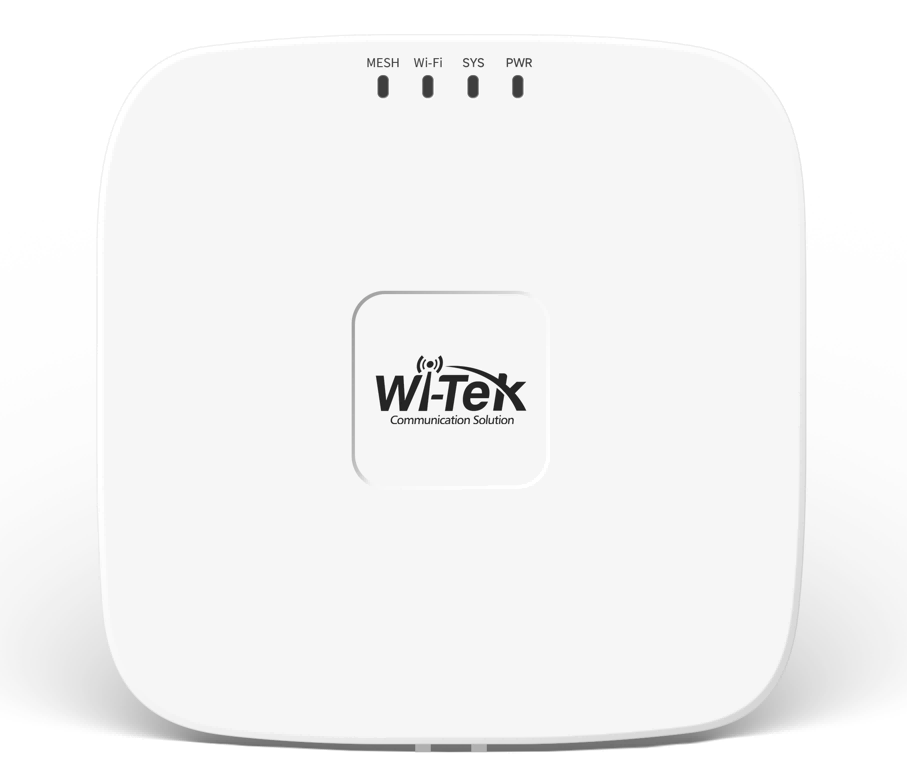 MESH Wi-Fi SYS PWR
Wi-Tek
Communication Solution